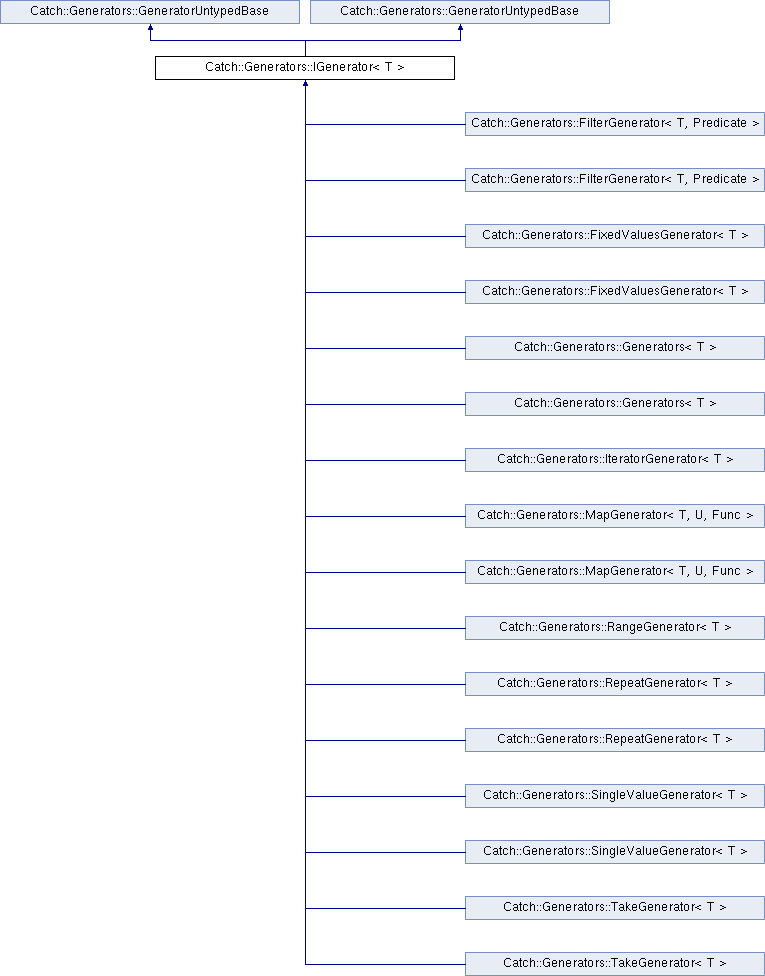 Catch::Generators::GeneratorUntypedBase
Catch::Generators::GeneratorUntypedBase
Catch::Generators::IGenerator< T >
Catch::Generators::FilterGenerator< T, Predicate >
Catch::Generators::FilterGenerator< T, Predicate >
Catch::Generators::FixedValuesGenerator< T >
Catch::Generators::FixedValuesGenerator< T >
Catch::Generators::Generators< T >
Catch::Generators::Generators< T >
Catch::Generators::IteratorGenerator< T >
Catch::Generators::MapGenerator< T, U, Func >
Catch::Generators::MapGenerator< T, U, Func >
Catch::Generators::RangeGenerator< T >
Catch::Generators::RepeatGenerator< T >
Catch::Generators::RepeatGenerator< T >
Catch::Generators::SingleValueGenerator< T >
Catch::Generators::SingleValueGenerator< T >
Catch::Generators::TakeGenerator< T >
Catch::Generators::TakeGenerator< T >